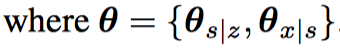 where θ = {θ_{s|z}, θ_{x|s}}.